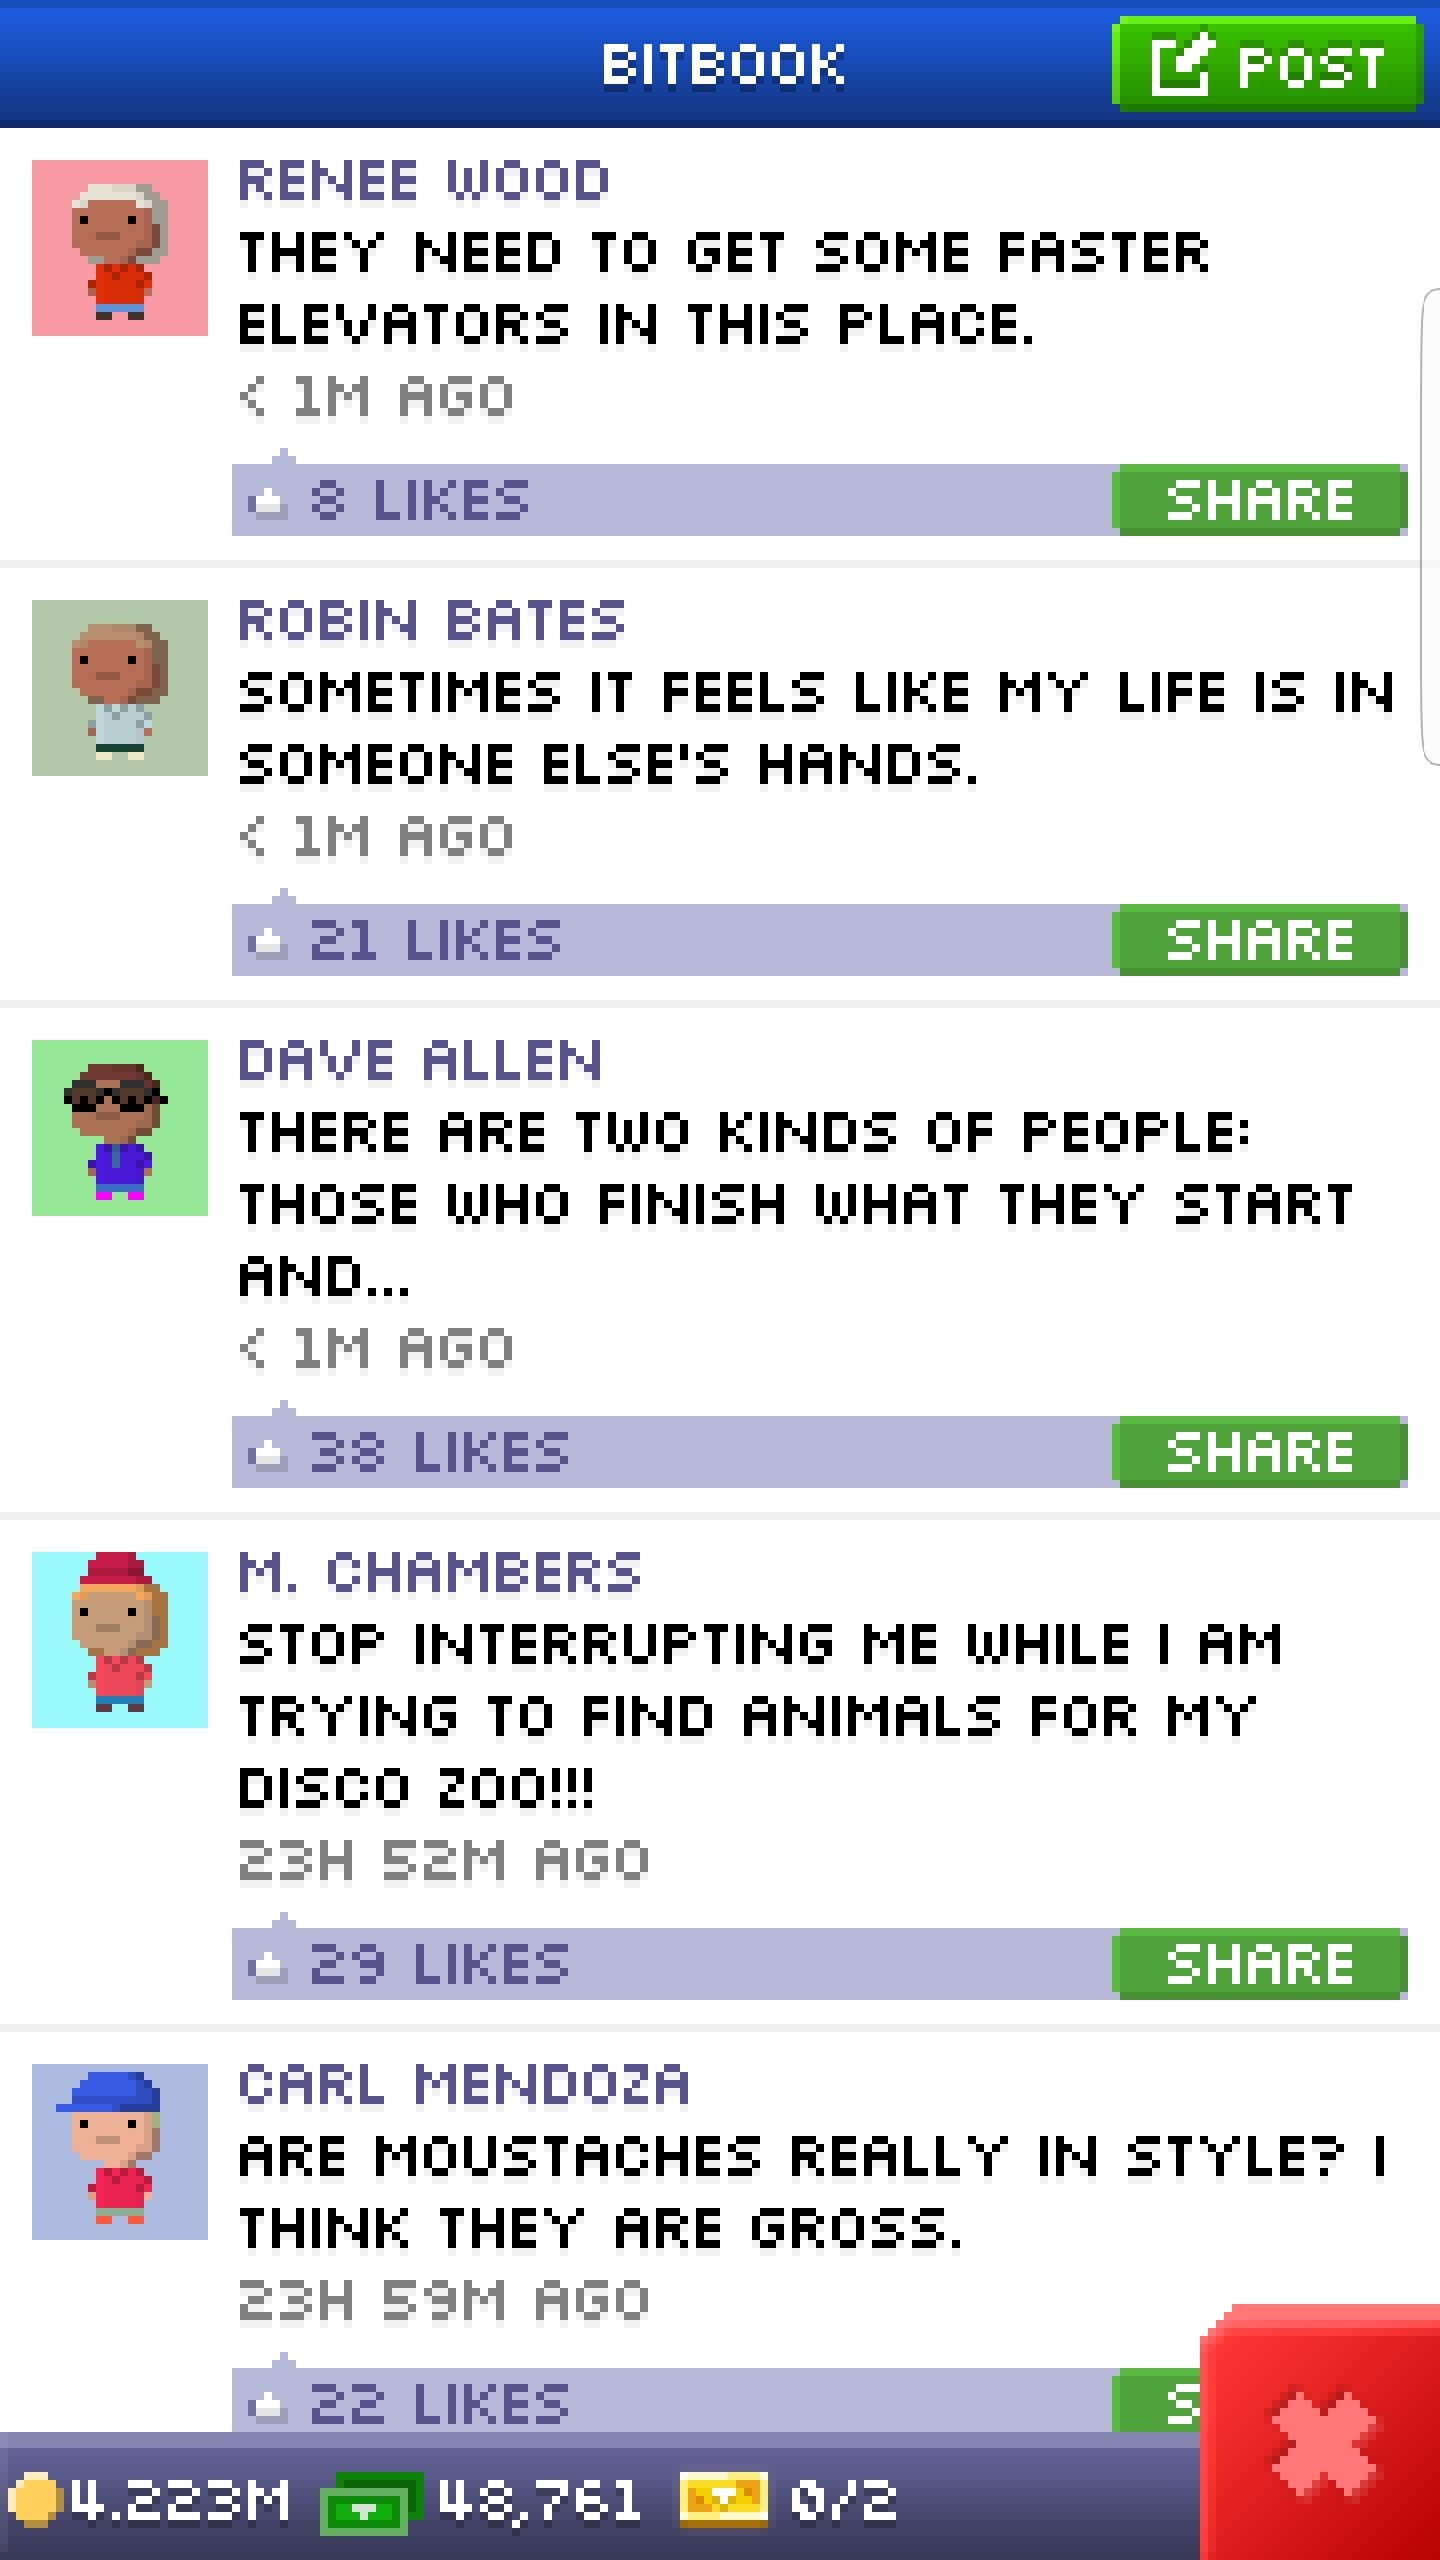 BITBOOK
POST
RENEE WOOD
THEY NEED TO GET SOME FASTER
ELEVATORS IN THIS PLACE.
< 1M AGO
8 LIKES
SHARE
ROBIN BATES
SOMETIMES IT FEELS LIKE MY LIFE IS IN
SOMEONE ELSE'S HANDS.
< 1M AGO
21 LIKES
SHARE
DAVE ALLEN
THERE ARE TWO KINDS OF PEOPLE:
THOSE WHO FINISH WHAT THEY START
AND...
< 1M AGO
38 LIKES
SHARE
M. CHAMBERS
STOP INTERRUPTING ME WHILE I AM
TRYING TO FIND ANIMALS FOR MY
DISCO ZOO!!!
23H 52M AGO
29 LIKES
SHARE
CARL MENDOZA
ARE MOUSTACHES REALLY IN STYLE? I
THINK THEY ARE GROSS.
23H 59M AGO
22 LIKES
4.223M
48,761
0/2